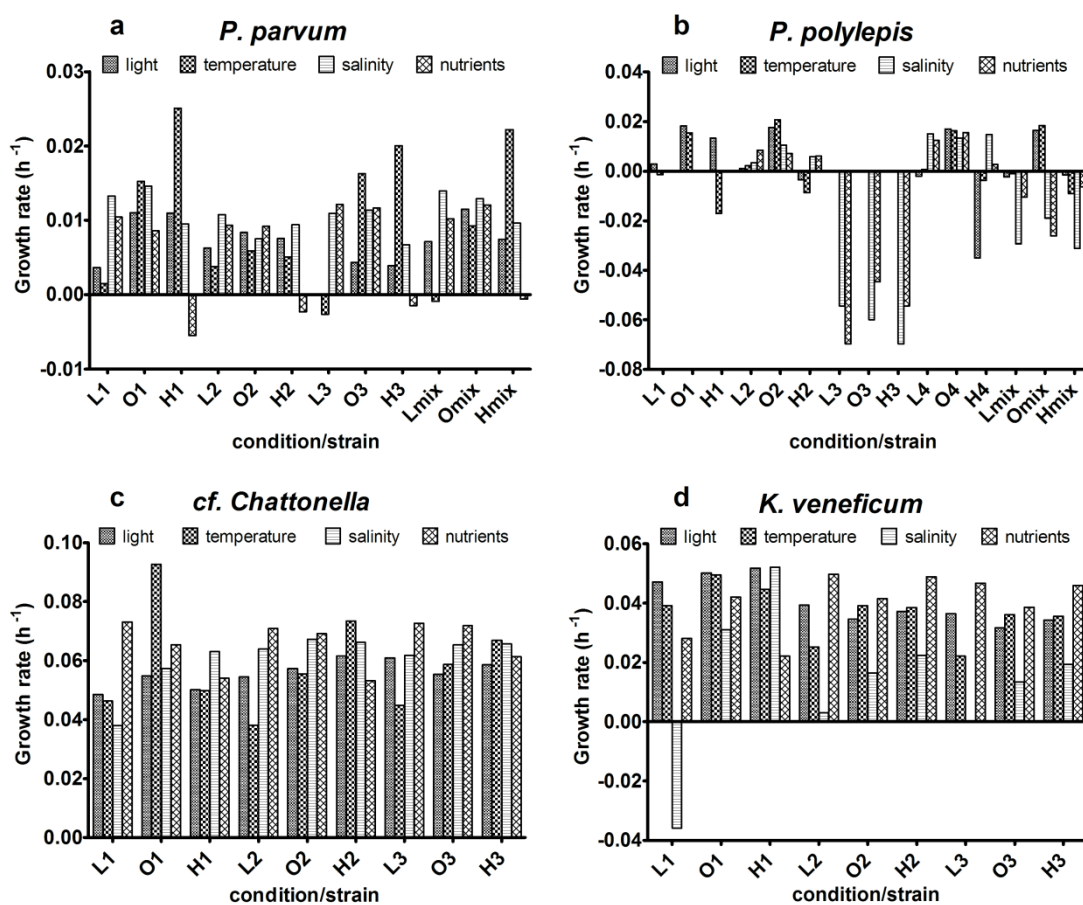 a
P. parvum
light temperature salinity nutrients
Growth rate (h⁻¹)
0.03
0.02
0.01
0.00
-0.01
L1 O1 H1 L2 O2 H2 L3 O3 H3 Lmix Omix Hmix
condition/strain
b
P. polylepis
light temperature salinity nutrients
Growth rate (h⁻¹)
0.04
0.02
0.00
-0.02
-0.04
-0.06
-0.08
L1 O1 H1 L2 O2 H2 L3 O3 H3 L4 O4 H4 Lmix Omix Hmix
condition/strain
c
cf. Chattonella
light temperature salinity nutrients
Growth rate (h⁻¹)
0.10
0.08
0.06
0.04
0.02
0.00
L1 O1 H1 L2 O2 H2 L3 O3 H3
condition/strain
d
K. veneficum
light temperature salinity nutrients
Growth rate (h⁻¹)
0.06
0.04
0.02
0.00
-0.02
-0.04
L1 O1 H1 L2 O2 H2 L3 O3 H3
condition/strain